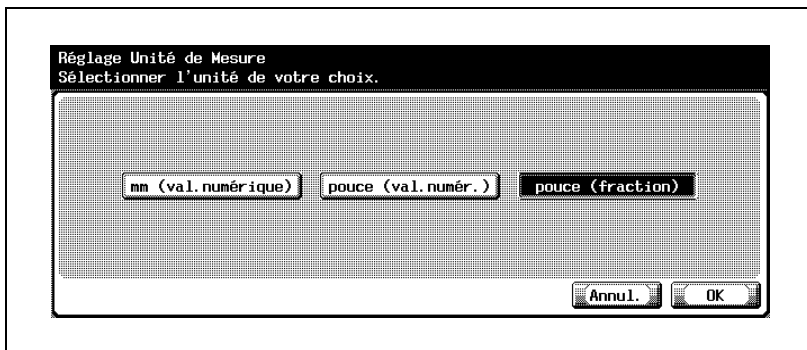 Réglage Unité de Mesure
Sélectionner l'unité de votre choix.
mm (val.numérique) pouce (val.numér.) pouce (fraction)
Annul. OK